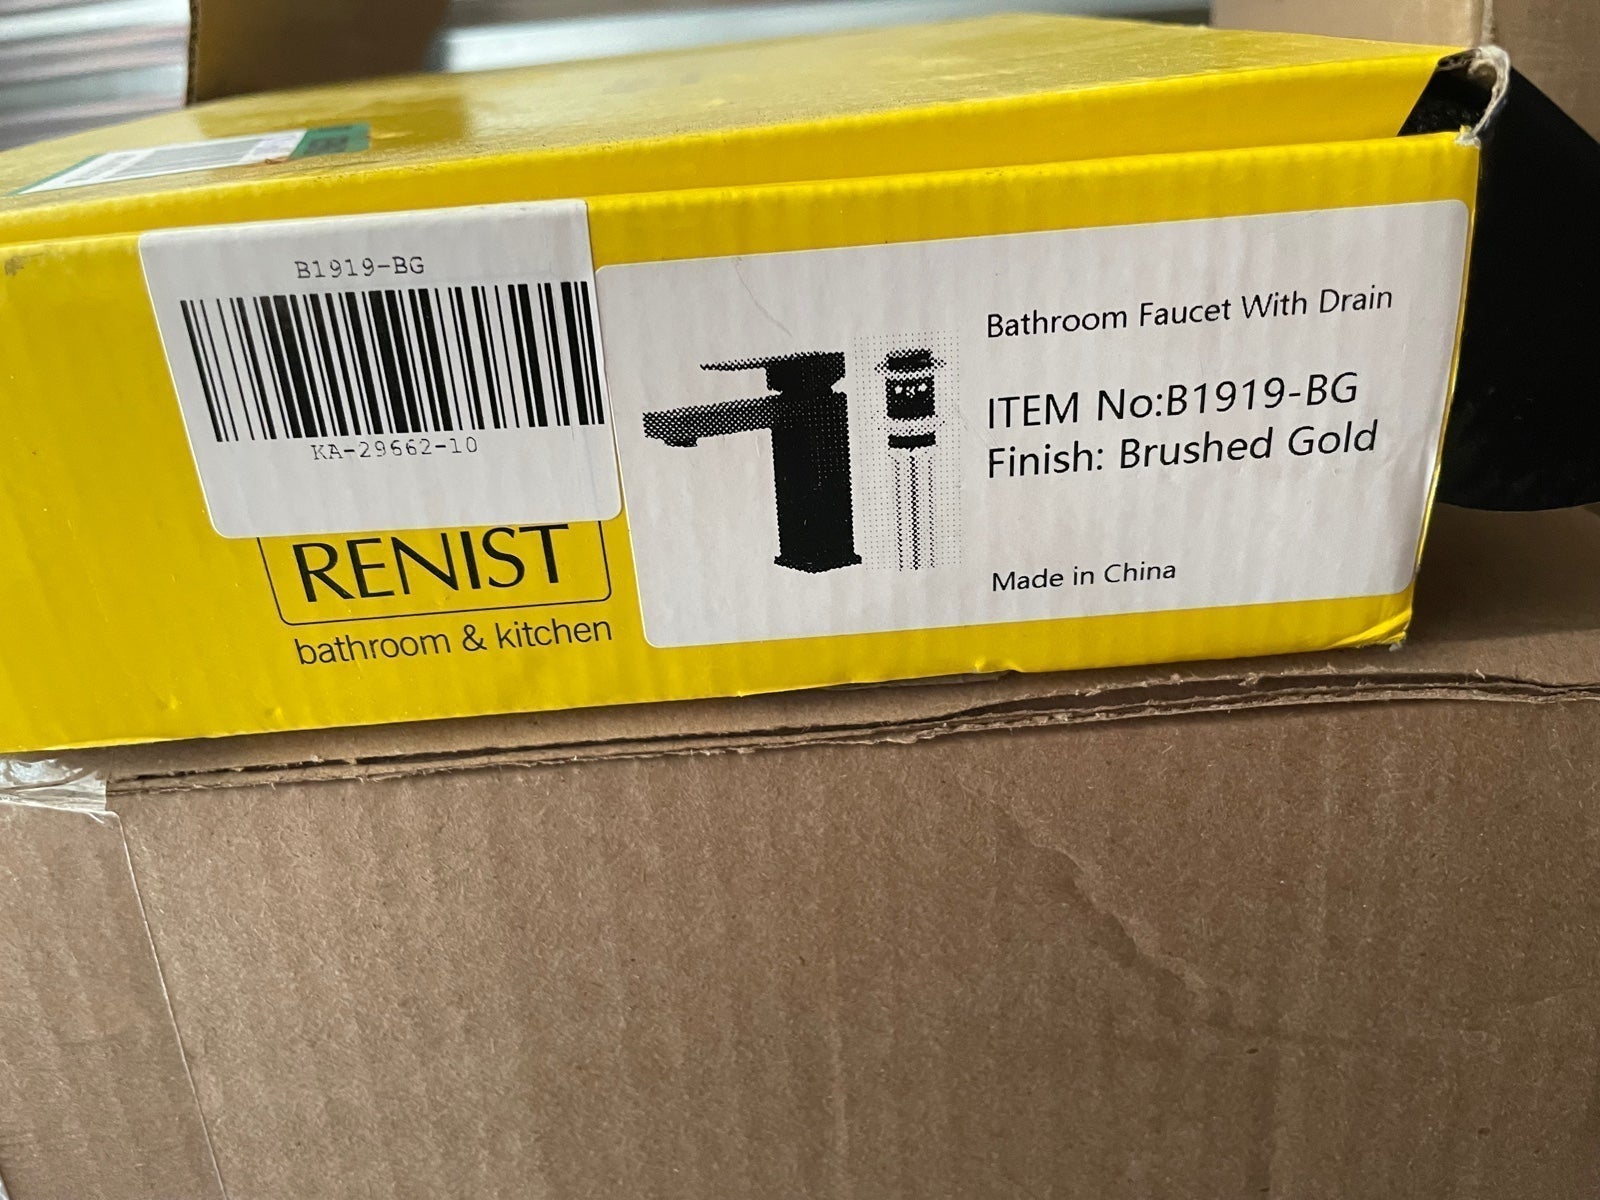 B1919-BG
KA-29662-10
RENIST
bathroom & kitchen
Bathroom Faucet With Drain
ITEM No:B1919-BG
Finish: Brushed Gold
Made in China